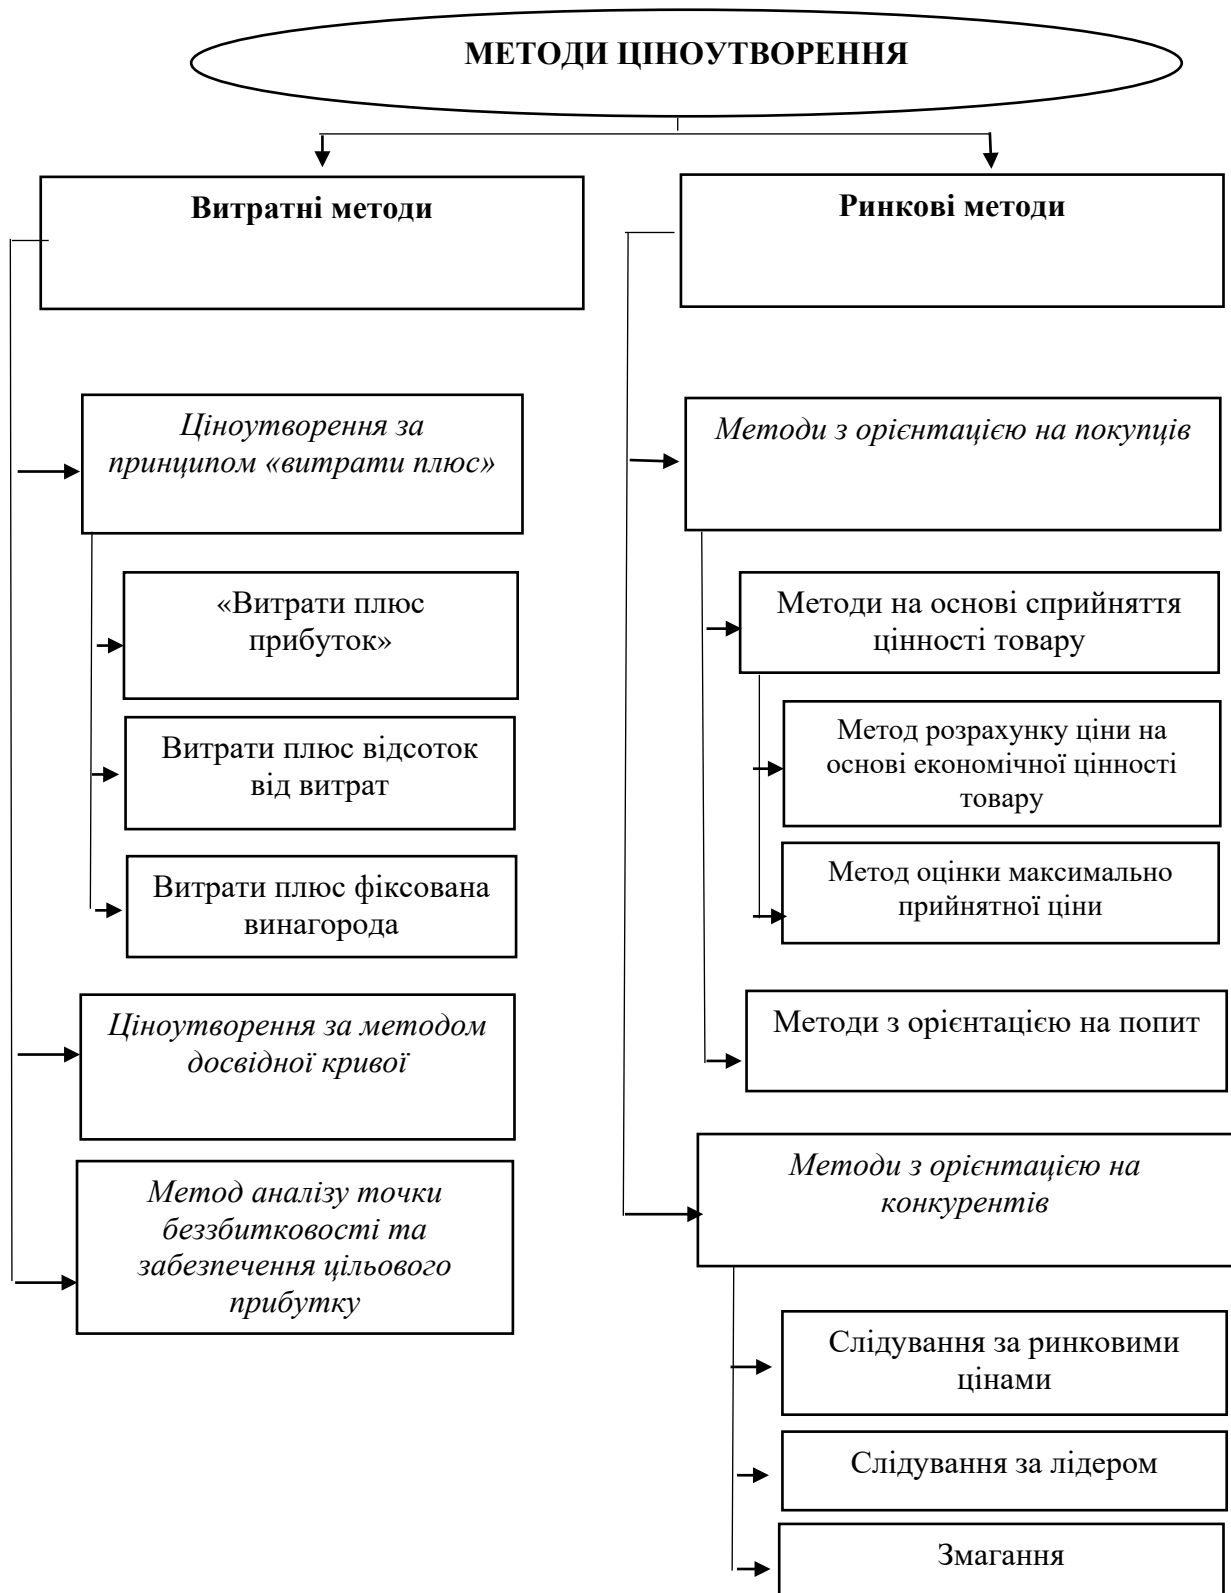 МЕТОДИ ЦІНОУТВОРЕННЯ
Витратні методи
Ціноутворення за
принципом «витрати плюс»
«Витрати плюс
прибуток»
Витрати плюс відсоток
від витрат
Витрати плюс фіксована
винагорода
Ціноутворення за методом
досвідної кривої
Метод аналізу точки
беззбитковості та
забезпечення цільового
прибутку
Ринкові методи
Методи з орієнтацією на покупців
Методи на основі сприйняття
цінності товару
Метод розрахунку ціни на
основі економічної цінності
товару
Метод оцінки максимально
прийнятної ціни
Методи з орієнтацією на попит
Методи з орієнтацією на
конкурентів
Слідування за ринковими
цінами
Слідування за лідером
Змагання